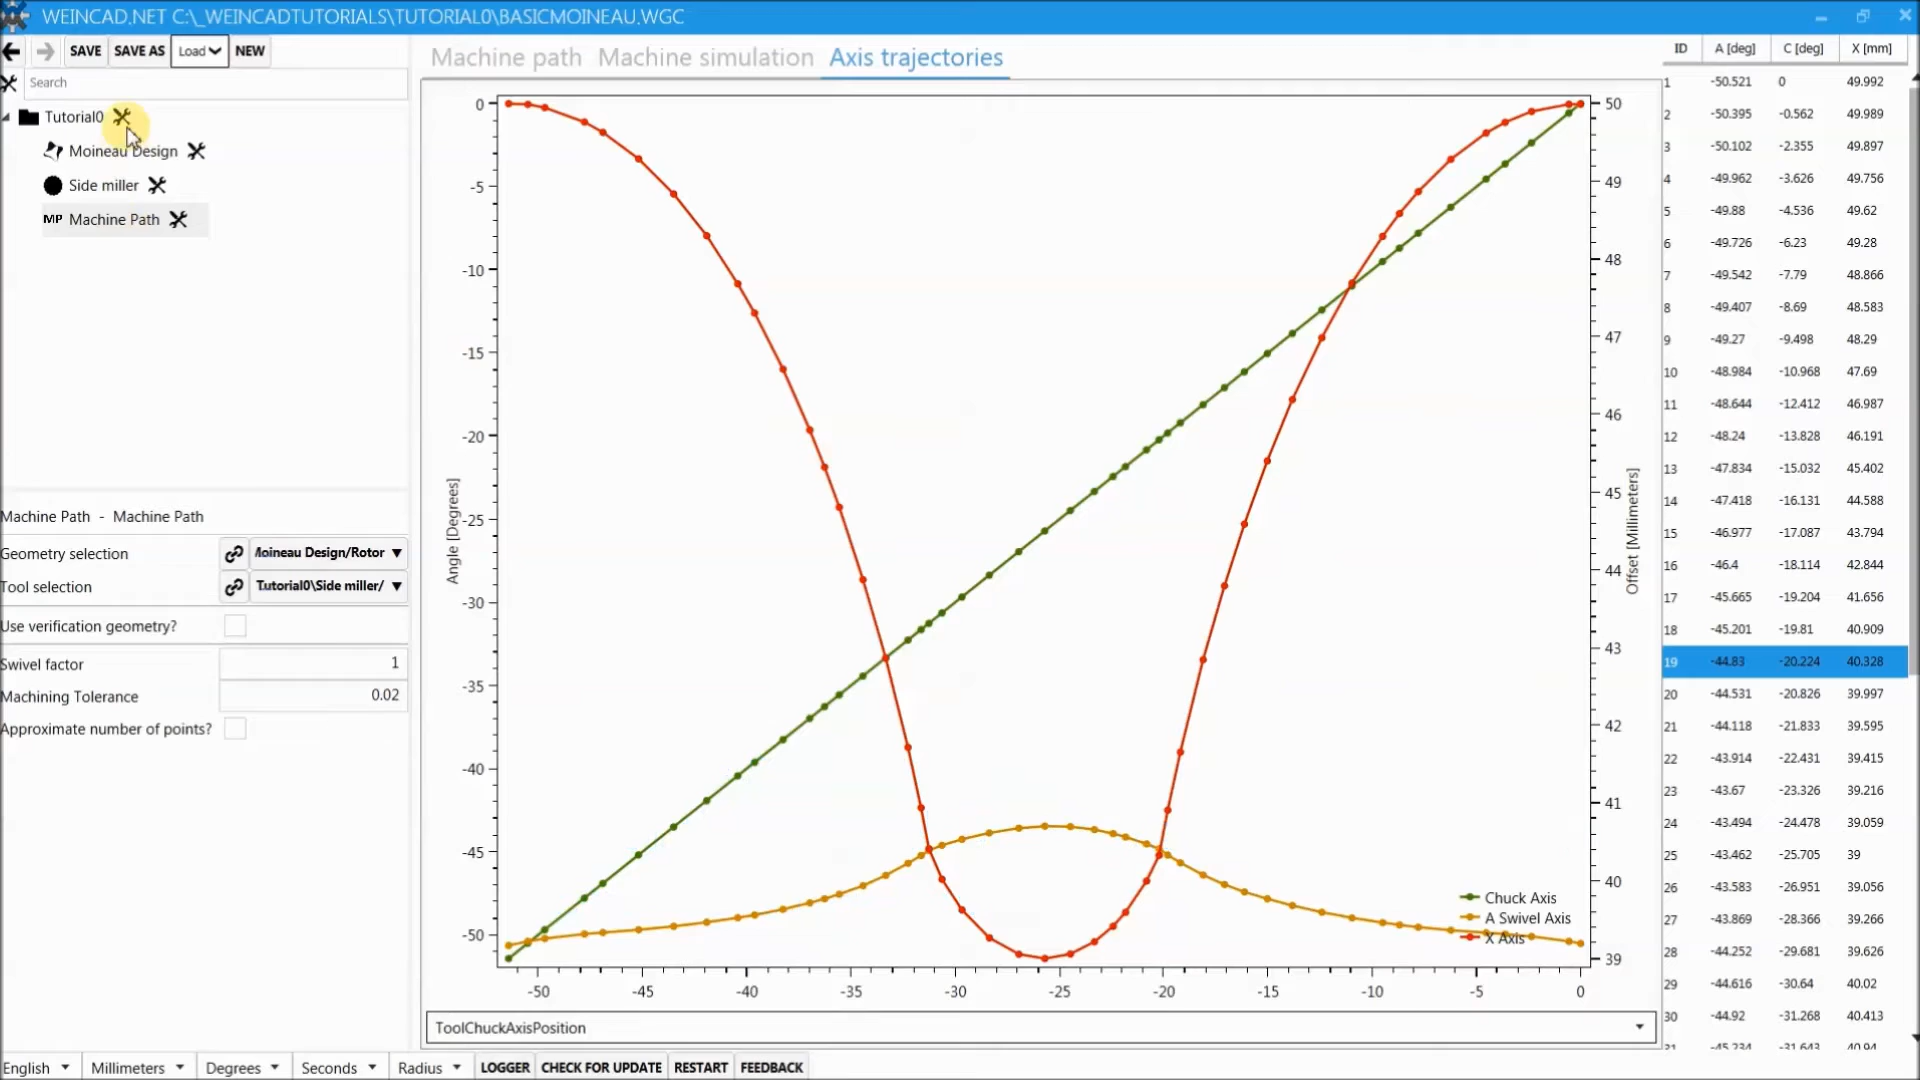 WEINCAD.NET C:\_WEINCADTUTORIALS\TUTORIAL0\BASICMOINEAU.WGC
SAVE SAVE AS Load NEW
Search
Tutorial0
Moineau Design
Side miller
MP Machine Path
Machine Path - Machine Path
Geometry selection Moineau Design/Rotor
Tool selection Tutorial0\Side miller/
Use verification geometry?
Swivel factor 1
Machining Tolerance 0.02
Approximate number of points?
Machine path Machine simulation Axis trajectories
0
-5
-10
-15
-20
-25
-30
-35
-40
-45
-50
Angle [Degrees]
50
49
48
47
46
45
44
43
42
41
40
39
Offset [Millimeters]
Chuck Axis
A Swivel Axis
X Axis
-50 -45 -40 -35 -30 -25 -20 -15 -10 -5 0
ToolChuckAxisPosition
ID A [deg] C [deg] X [mm]
1 -50.521 0 49.992
2 -50.395 -0.562 49.989
3 -50.102 -2.355 49.897
4 -49.962 -3.626 49.756
5 -49.88 -4.536 49.62
6 -49.726 -6.23 49.28
7 -49.542 -7.79 48.866
8 -49.407 -8.69 48.583
9 -49.27 -9.498 48.29
10 -48.984 -10.968 47.69
11 -48.644 -12.412 46.987
12 -48.24 -13.828 46.191
13 -47.834 -15.032 45.402
14 -47.418 -16.131 44.588
15 -46.977 -17.087 43.794
16 -46.4 -18.114 42.844
17 -45.665 -19.204 41.656
18 -45.201 -19.81 40.909
19 -44.83 -20.224 40.328
20 -44.531 -20.826 39.997
21 -44.118 -21.833 39.595
22 -43.914 -22.431 39.415
23 -43.67 -23.326 39.216
24 -43.494 -24.478 39.059
25 -43.462 -25.705 39
26 -43.583 -26.951 39.056
27 -43.869 -28.366 39.266
28 -44.252 -29.681 39.626
29 -44.616 -30.64 40.02
30 -44.92 -31.268 40.413
31 -45.234 -31.643 40.94
English Millimeters Degrees Seconds Radius LOGGER CHECK FOR UPDATE RESTART FEEDBACK